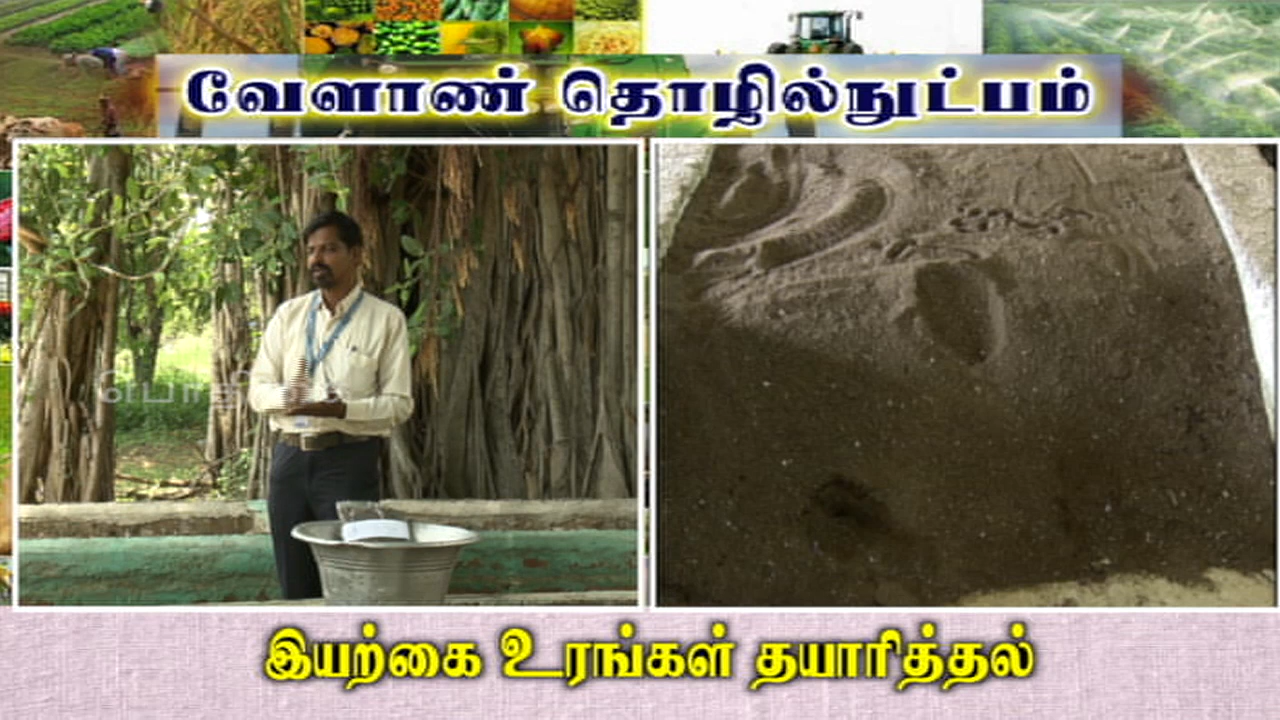 வேளாண் தொழில்நுட்பம்
பொதிகை
இயற்கை உரங்கள் தயாரித்தல்